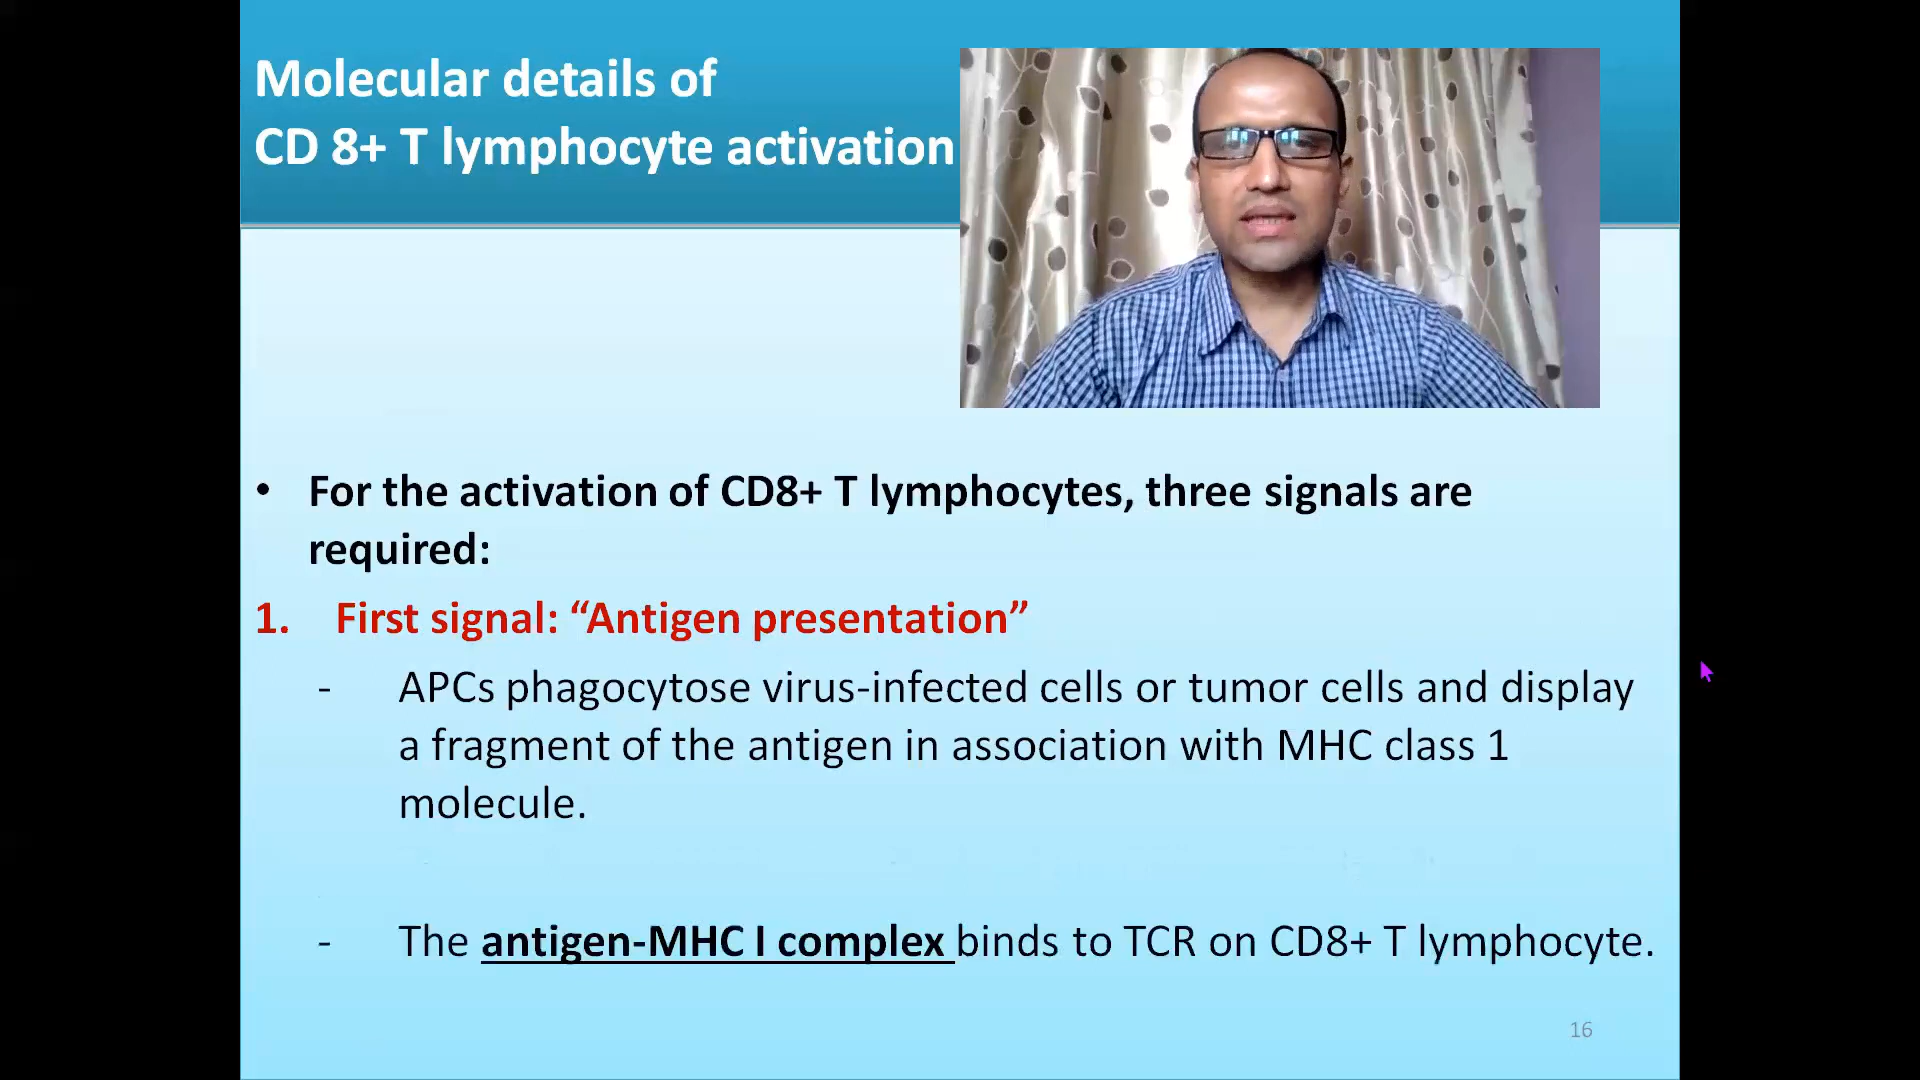 Molecular details of
CD 8+ T lymphocyte activation
• For the activation of CD8+ T lymphocytes, three signals are
required:
1. First signal: “Antigen presentation”
- APCs phagocytose virus-infected cells or tumor cells and display
a fragment of the antigen in association with MHC class 1
molecule.
- The antigen-MHC I complex binds to TCR on CD8+ T lymphocyte.
16